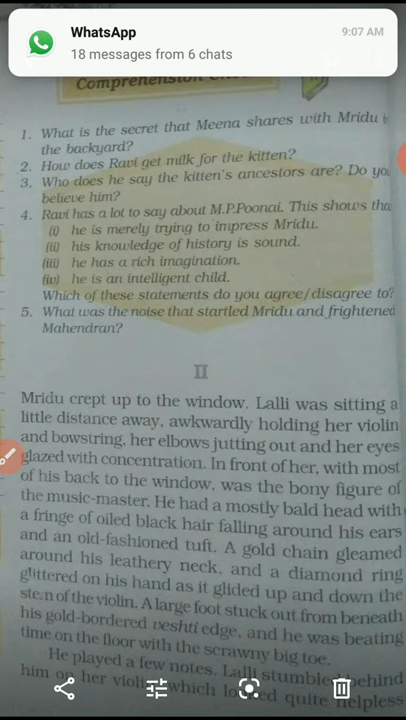 WhatsApp
9:07 AM
18 messages from 6 chats
Comprehension
1. What is the secret that Meena shares with Mridu
the backyard?
2. How does Ravi get milk for the kitten?
3. Who does he say the kitten's ancestors are? Do
believe him?
4. Ravi has a lot to say about M.P.Poonai. This shows
(i) he is merely trying to impress Mridu.
(ii) his knowledge of history is sound.
(iii) he has a rich imagination.
(iv) he is an intelligent child.
Which of these statements do you agree/disagree to?
5. What was the noise that startled Mridu and frightened
Mahendran?
II
Mridu crept up to the window. Lalli was sitting a
little distance away, awkwardly holding her violin
and bowstring, her elbows jutting out and her eyes
glazed with concentration. In front of her, with most
of his back to the window, was the bony figure of
the music-master. He had a mostly bald head with
a fringe of oiled black hair falling around his ears
and an old-fashioned tuft. A gold chain gleamed
around his leathery neck, and a diamond ring
glittered on his hand as it glided up and down the
stem of the violin. A large foot stuck out from beneath
his gold-bordered veshti edge, and he was beating
time on the floor with the scrawny big toe.
He played a few notes. Lalli stumbled behind
him on her violin which looked quite helpless